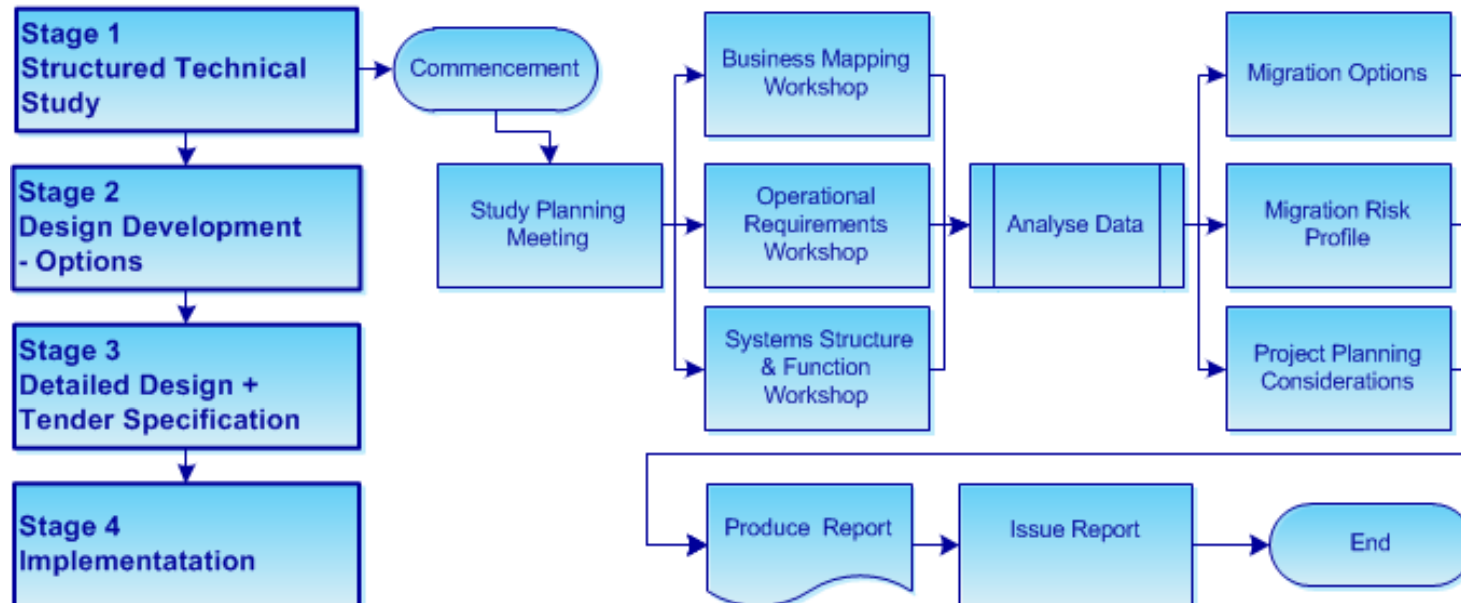 Stage 1
Structured Technical
Study
Commencement
Business Mapping
Workshop
Migration Options
Stage 2
Design Development
- Options
Study Planning
Meeting
Operational
Requirements
Workshop
Analyse Data
Migration Risk
Profile
Stage 3
Detailed Design +
Tender Specification
Systems Structure
& Function
Workshop
Project Planning
Considerations
Stage 4
Implementatation
Produce Report
Issue Report
End